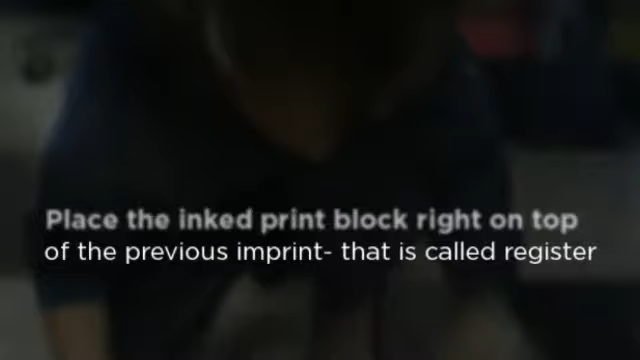 Place the inked print block right on top
of the previous imprint- that is called register